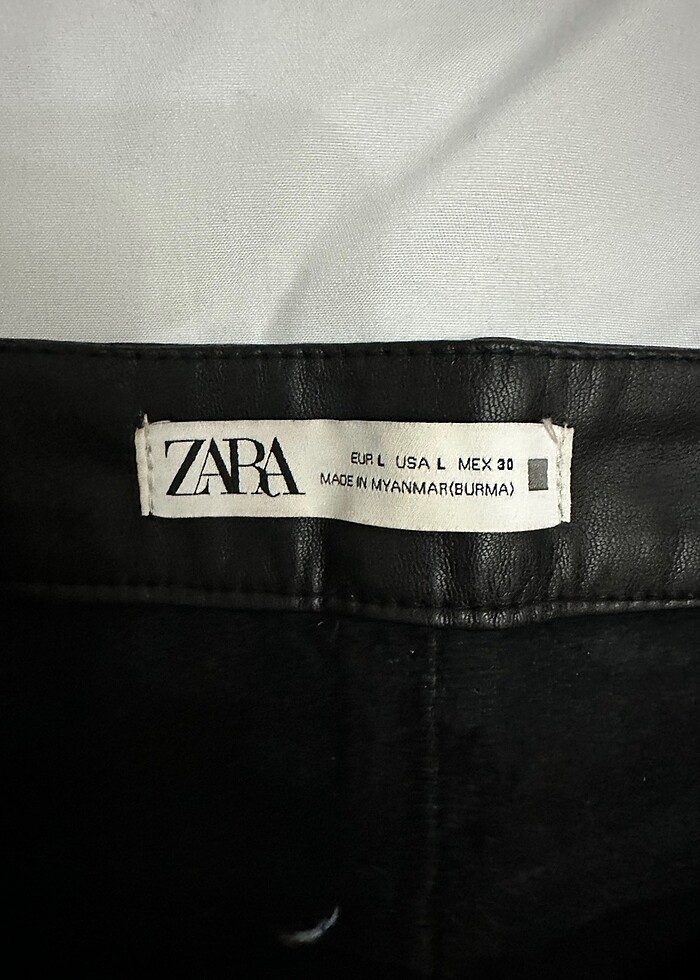 ZARA
EUR L USA L MEX 30
MADE IN MYANMAR(BURMA)